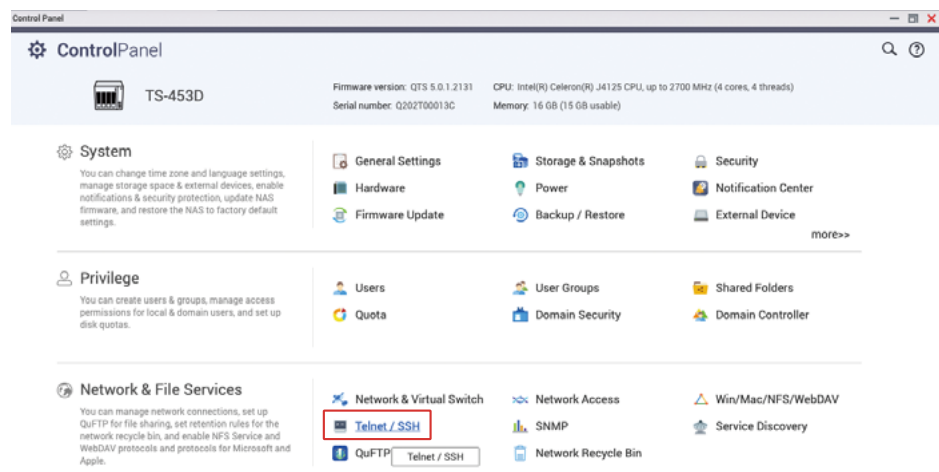 Control Panel
ControlPanel
TS-453D
Firmware version: QTS 5.0.1.2131
CPU: Intel(R) Celeron(R) J4125 CPU, up to 2700 MHz (4 cores, 4 threads)
Serial number: Q202T00013C
Memory: 16 GB (15 GB usable)
System
You can change time zone and language settings,
manage storage space & external devices, enable
notifications & security protection, update NAS
firmware, and restore the NAS to factory default
settings.
General Settings
Storage & Snapshots
Security
Hardware
Power
Notification Center
Firmware Update
Backup / Restore
External Device
more>>
Privilege
You can create users & groups, manage access
permissions for local & domain users, and set up
disk quotas.
Users
User Groups
Shared Folders
Quota
Domain Security
Domain Controller
Network & File Services
You can manage network connections, set up
QuFTP for file sharing, set retention rules for the
network recycle bin, and enable NFS Service and
WebDAV protocols and protocols for Microsoft and
Apple.
Network & Virtual Switch
Network Access
Win/Mac/NFS/WebDAV
Telnet / SSH
SNMP
Service Discovery
QuFTP
Telnet / SSH
Network Recycle Bin